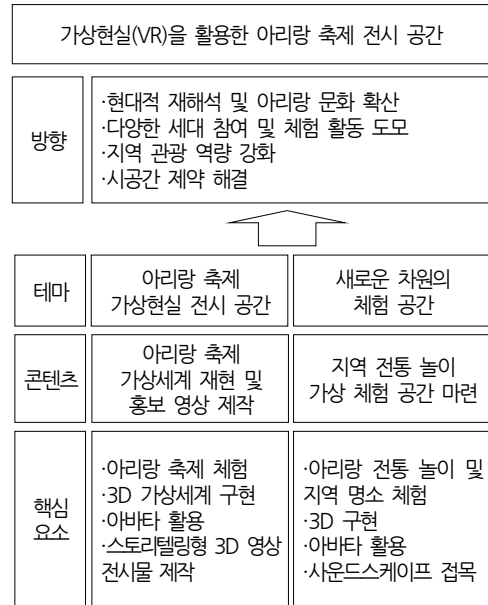 가상현실(VR)을 활용한 아리랑 축제 전시 공간
방향
·현대적 재해석 및 아리랑 문화 확산
·다양한 세대 참여 및 체험 활동 도모
·지역 관광 역량 강화
·시공간 제약 해결
테마
아리랑 축제
가상현실 전시 공간
새로운 차원의
체험 공간
콘텐츠
아리랑 축제
가상세계 재현 및
홍보 영상 제작
지역 전통 놀이
가상 체험 공간 마련
핵심
요소
·아리랑 축제 체험
·3D 가상세계 구현
·아바타 활용
·스토리텔링형 3D 영상
전시물 제작
·아리랑 전통 놀이 및
지역 명소 체험
·3D 구현
·아바타 활용
·사운드스케이프 접목